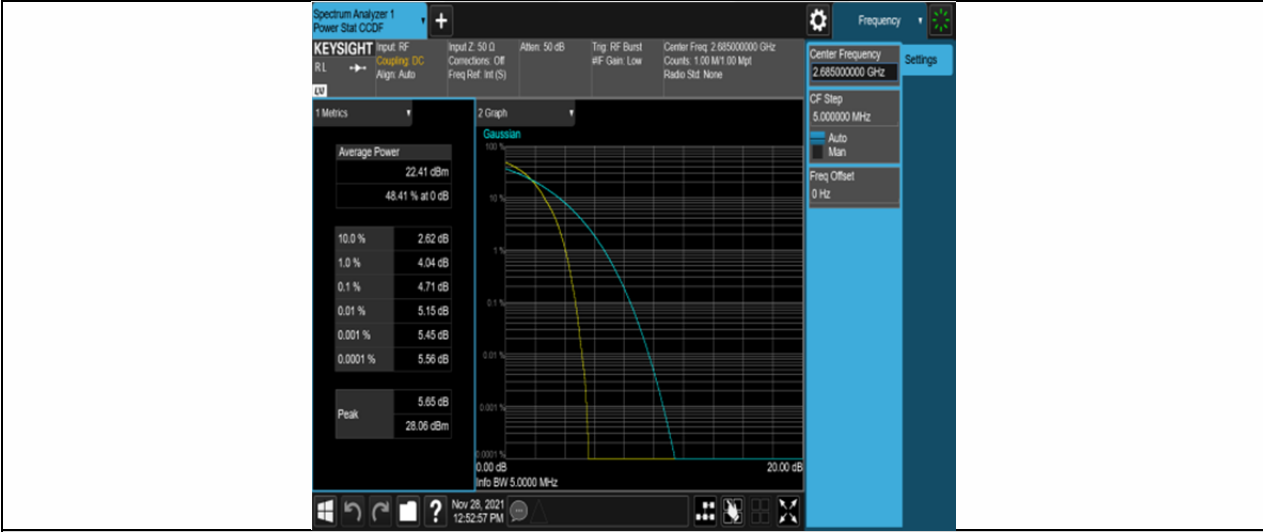 Spectrum Analyzer 1
Power Stat CCDF
+
Frequency
KEYSIGHT
Input: RF
Coupling: DC
Align: Auto
Input Z: 50 Ω
Corrections: Off
Freq Ref: Int (S)
Atten: 50 dB
Trig: RF Burst
#IF Gain: Low
Center Freq: 2.685000000 GHz
Counts: 1.00 M/1.00 Mpt
Radio Std: None
RL
LV
Center Frequency
2.685000000 GHz
Settings
CF Step
5.000000 MHz
Auto
Man
Freq Offset
0 Hz
1 Metrics
Average Power
22.41 dBm
48.41 % at 0 dB
10.0 % 2.62 dB
1.0 % 4.04 dB
0.1 % 4.71 dB
0.01 % 5.15 dB
0.001 % 5.45 dB
0.0001 % 5.56 dB
Peak
5.65 dB
28.06 dBm
2 Graph
Gaussian
100 %
10 %
1 %
0.1 %
0.01 %
0.001 %
0.0001 %
0.00 dB 20.00 dB
Info BW 5.0000 MHz
?
Nov 28, 2021
12:52:57 PM